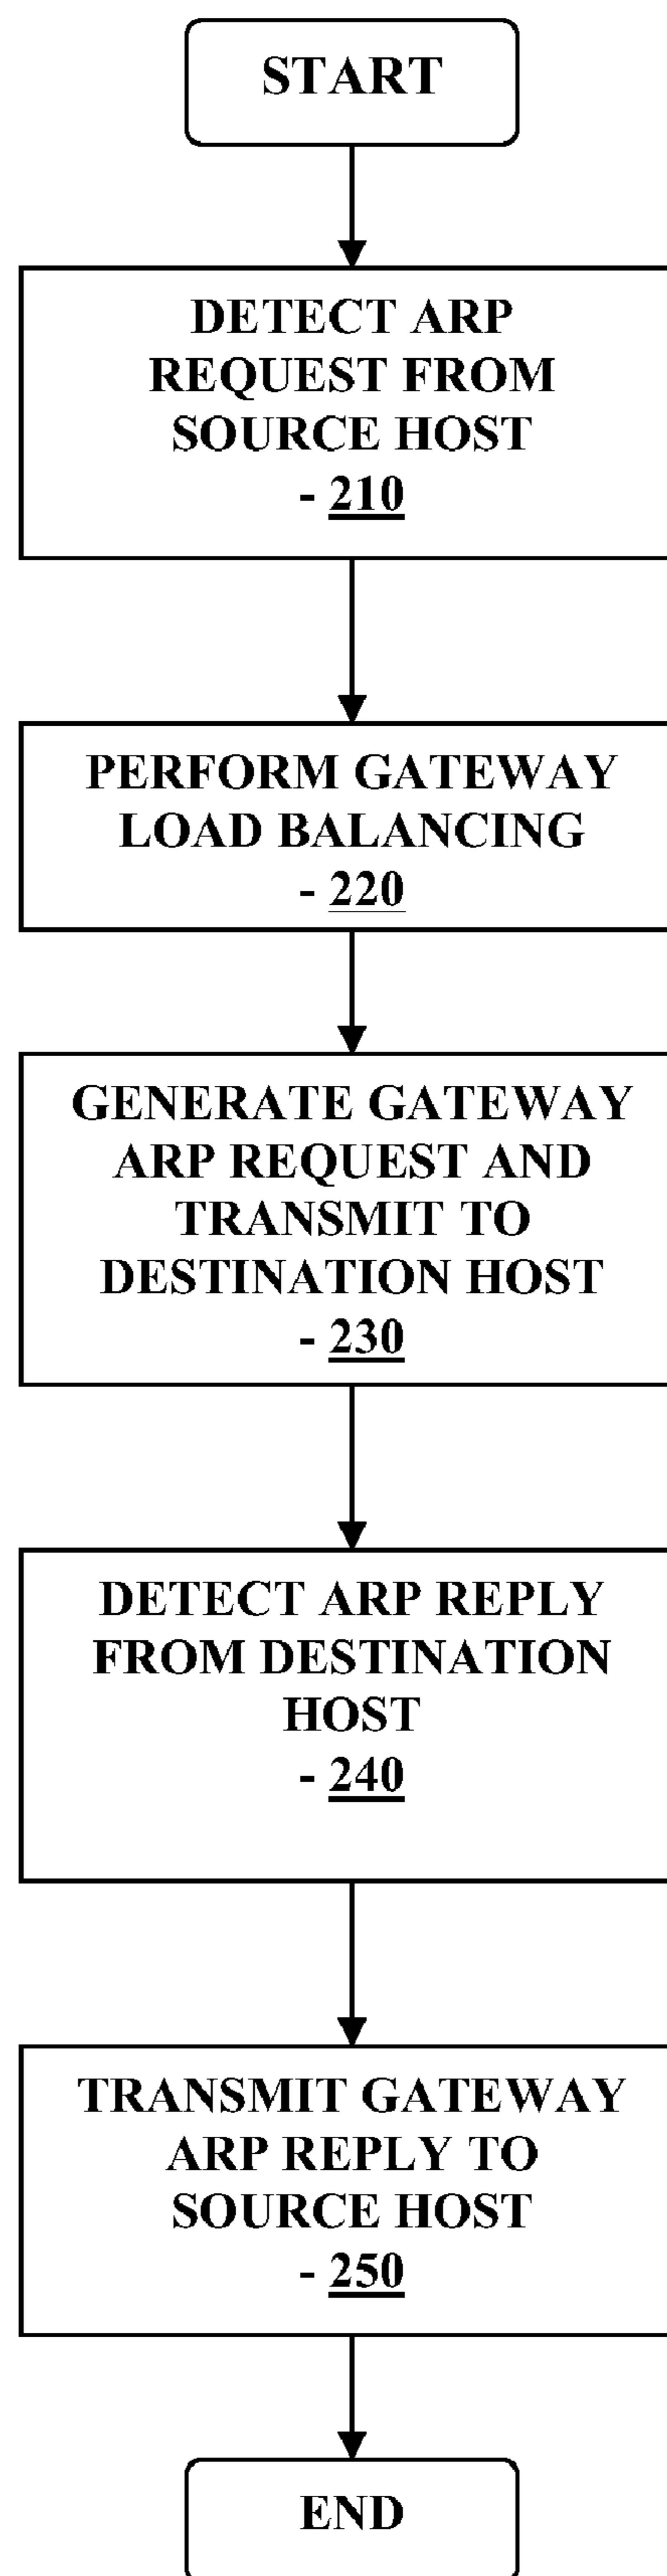 START
DETECT ARP
REQUEST FROM
SOURCE HOST
- 210
PERFORM GATEWAY
LOAD BALANCING
- 220
GENERATE GATEWAY
ARP REQUEST AND
TRANSMIT TO
DESTINATION HOST
- 230
DETECT ARP REPLY
FROM DESTINATION
HOST
- 240
TRANSMIT GATEWAY
ARP REPLY TO
SOURCE HOST
- 250
END